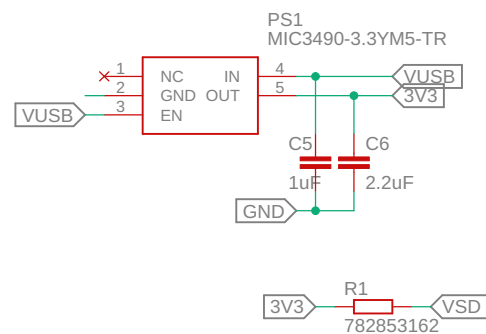 PS1
MIC3490-3.3YM5-TR
1 NC IN 4 VUSB
2 GND OUT 5 3V3
VUSB 3 EN
C5 C6
1uF 2.2uF
GND
R1
3V3 VSD
782853162